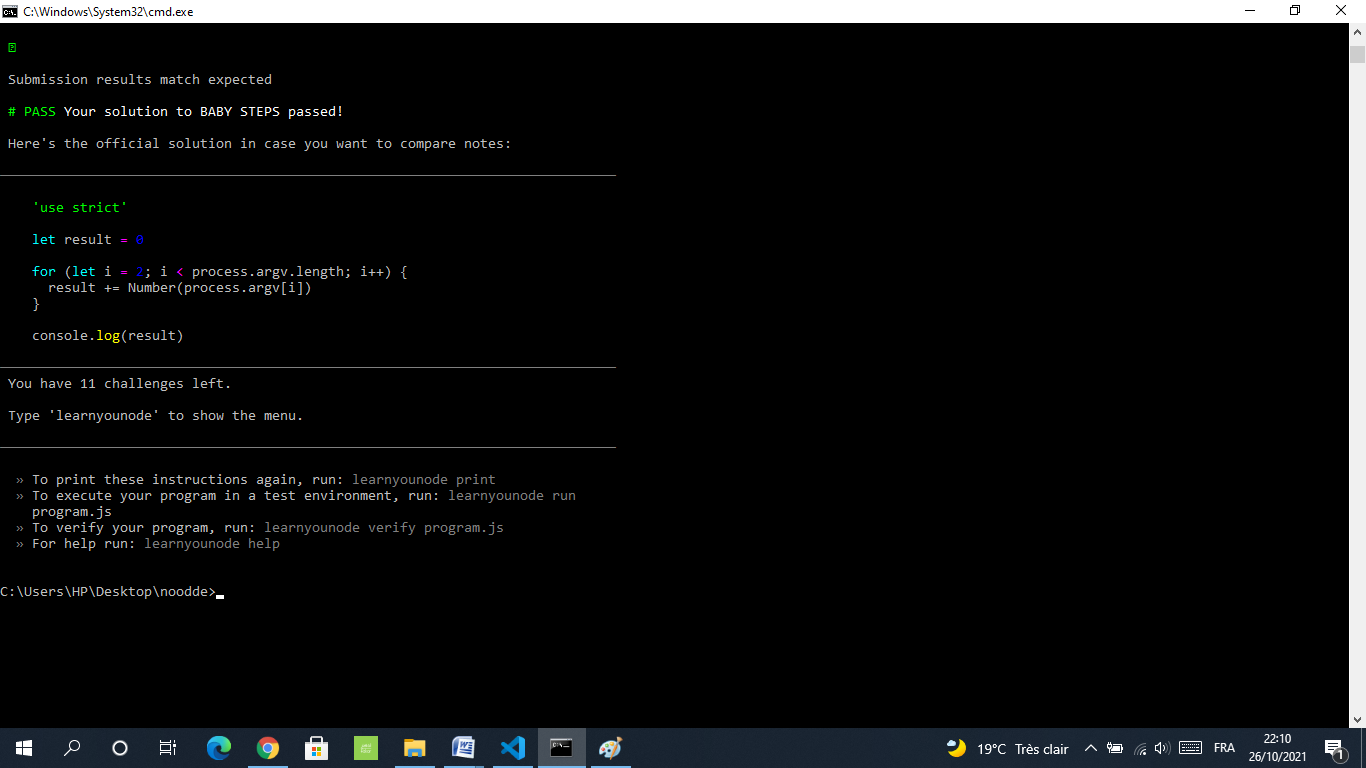 C:\Windows\System32\cmd.exe
Submission results match expected
# PASS Your solution to BABY STEPS passed!
Here's the official solution in case you want to compare notes:
'use strict'
let result = 0
for (let i = 2; i < process.argv.length; i++) {
result += Number(process.argv[i])
}
console.log(result)
You have 11 challenges left.
Type 'learnyounode' to show the menu.
» To print these instructions again, run: learnyounode print
» To execute your program in a test environment, run: learnyounode run
program.js
» To verify your program, run: learnyounode verify program.js
» For help run: learnyounode help
C:\Users\HP\Desktop\noodde>
19°C Très clair
FRA
22:10
26/10/2021
1